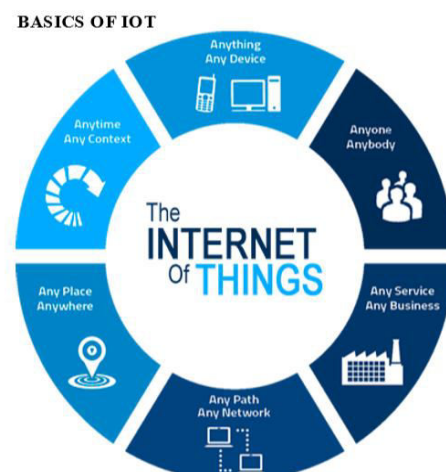 BASICS OF IOT
Anything
Any Device
Anyone
Anybody
Any Service
Any Business
Any Path
Any Network
Any Place
Anywhere
Anytime
Any Context
The
INTERNET
Of THINGS